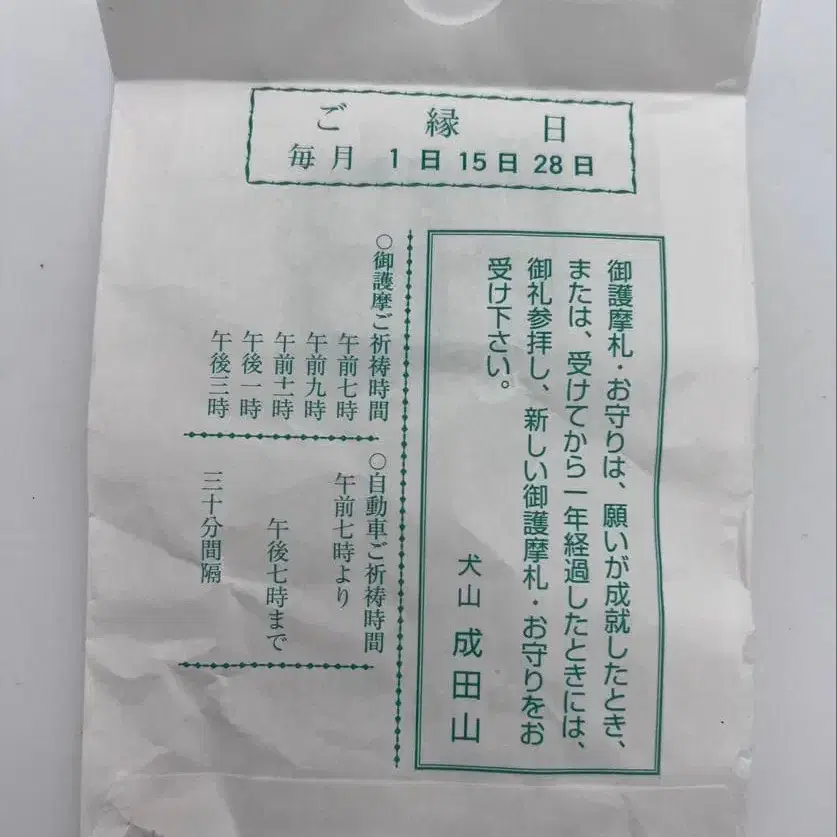 ご縁日
毎月 1日 15日 28日
御護摩札・お守りは、願いが成就したとき、
または、受けてから一年経過したときには、
御礼参拝し、新しい御護摩札・お守りをお
受け下さい。
犬山 成田山
○御護摩ご祈祷時間
午前七時
午前九時
午前十一時
午後一時
午後三時
○自動車ご祈祷時間
午前七時より
午後七時まで
三十分間隔